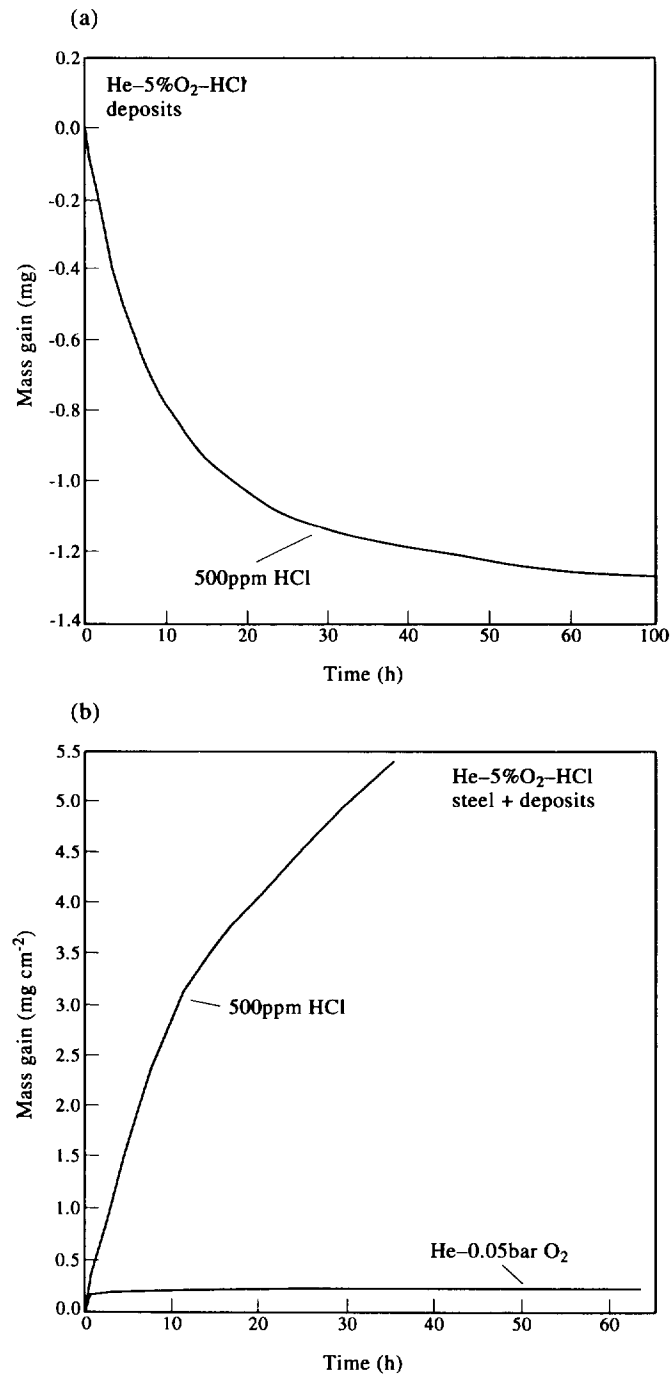 (a)
0.2
He–5%O₂–HCl
deposits
0.0
-0.2
-0.4
-0.6
-0.8
-1.0
-1.2
-1.4
Mass gain (mg)
500ppm HCl
0 10 20 30 40 50 60 100
Time (h)
(b)
5.5
He–5%O₂–HCl
steel + deposits
5.0
4.5
4.0
3.5
3.0
2.5
2.0
1.5
1.0
0.5
0.0
Mass gain (mg cm⁻²)
500ppm HCl
He–0.05bar O₂
0 10 20 30 40 50 60
Time (h)